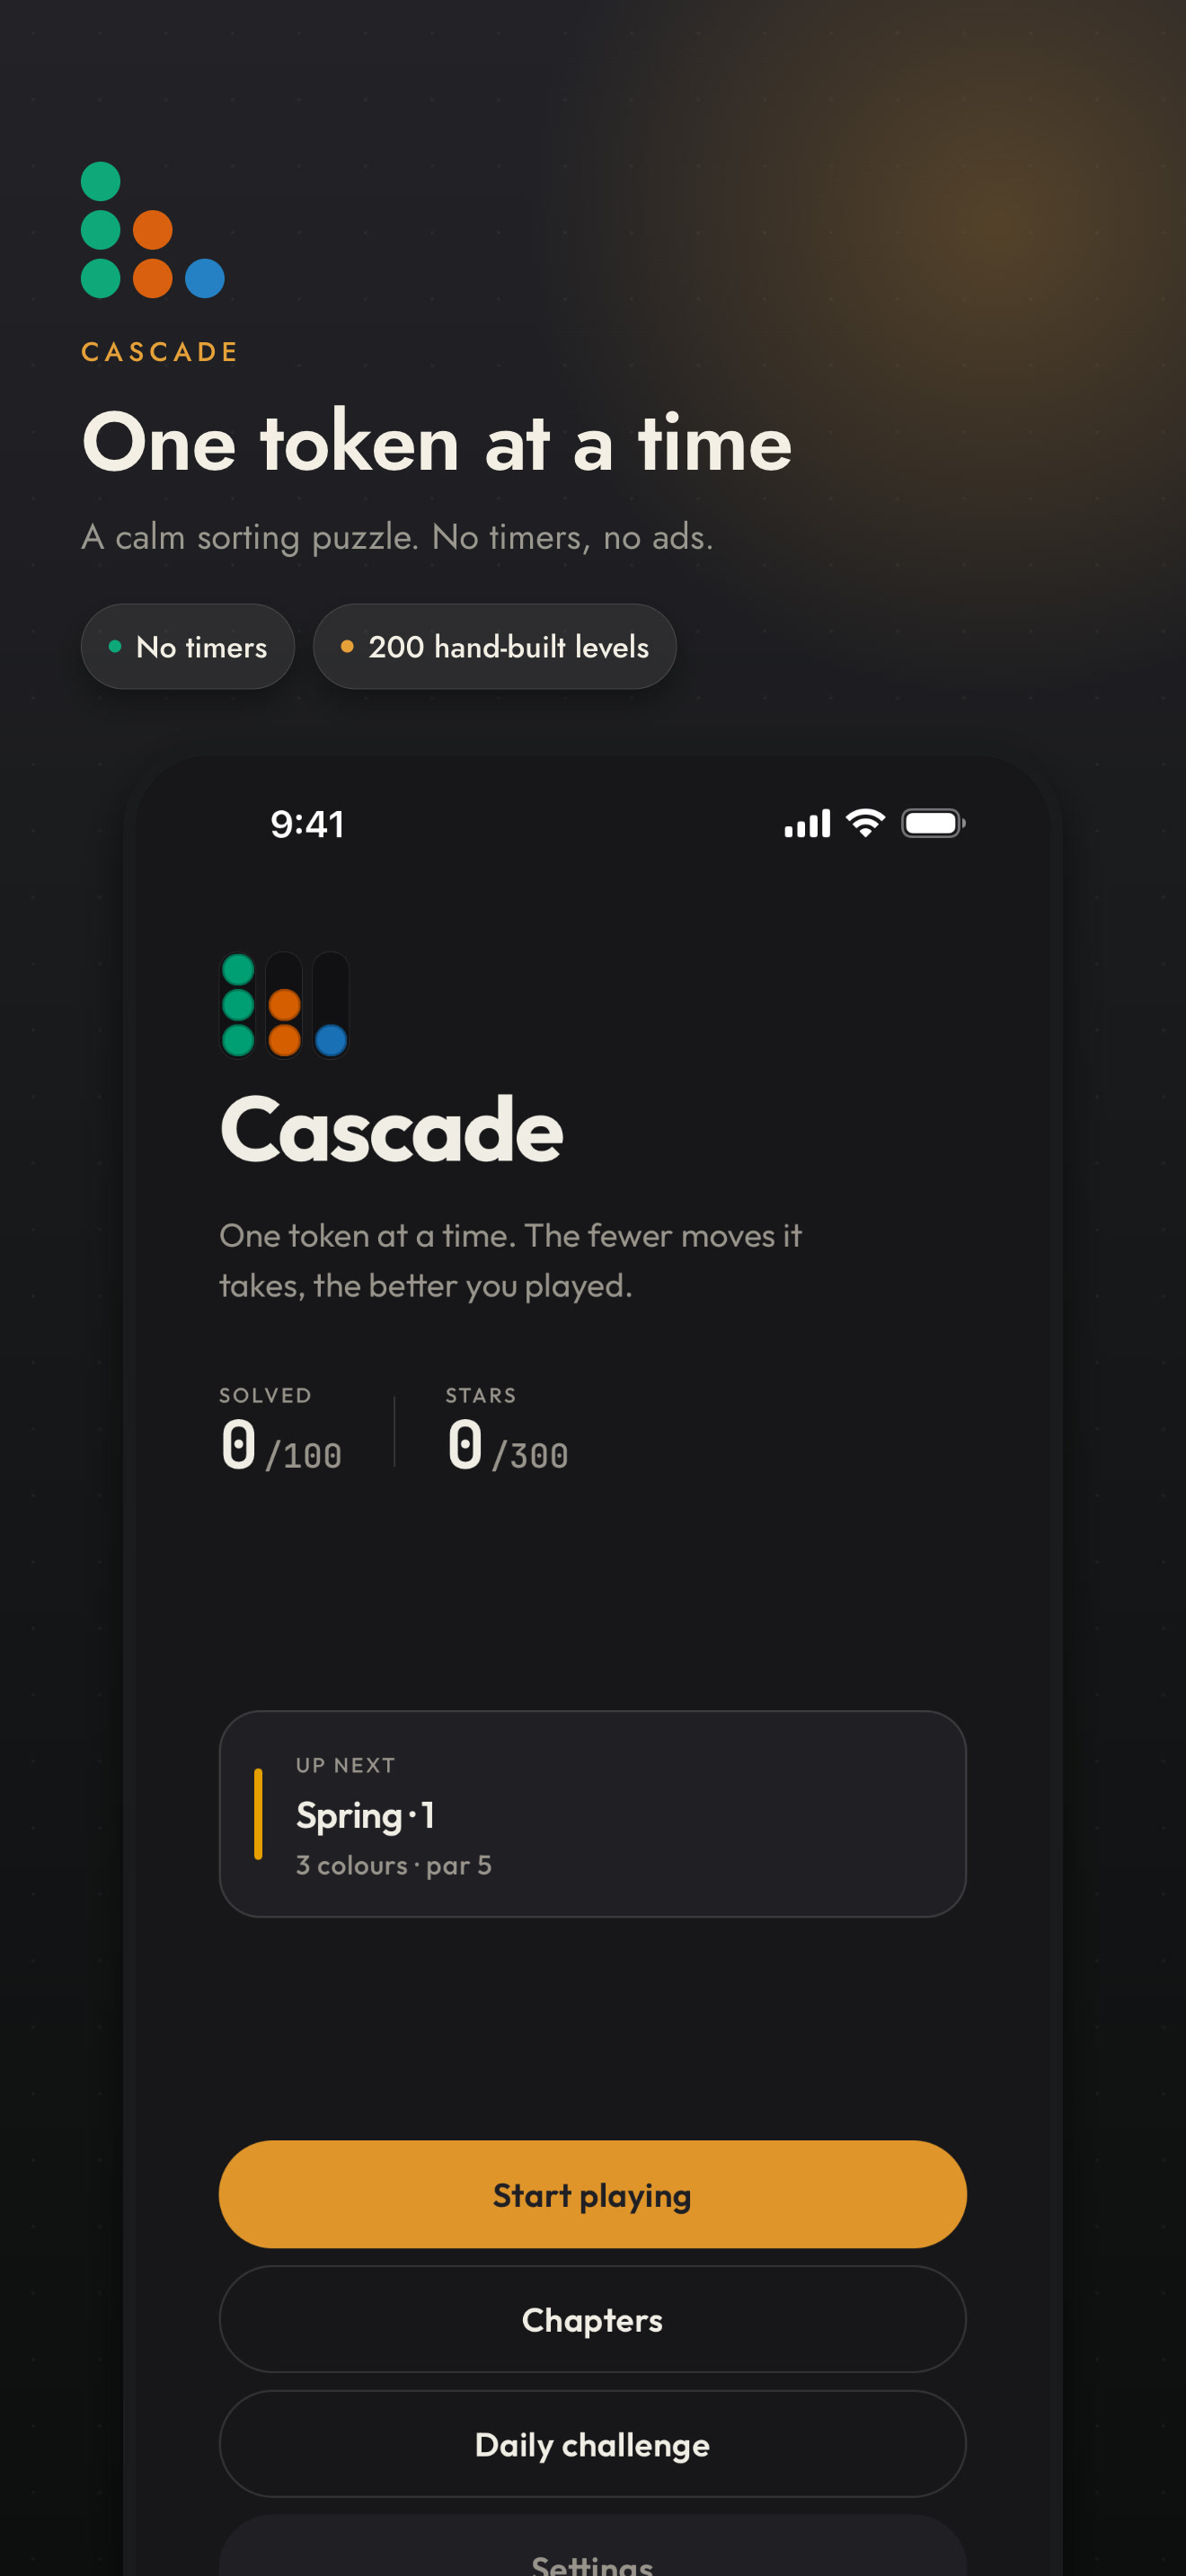 CASCADE
One token at a time
A calm sorting puzzle. No timers, no ads.
No timers
200 hand-built levels
9:41
Cascade
One token at a time. The fewer moves it
takes, the better you played.
SOLVED
STARS
0/100
0/300
UP NEXT
Spring · 1
3 colours · par 5
Start playing
Chapters
Daily challenge
Settings